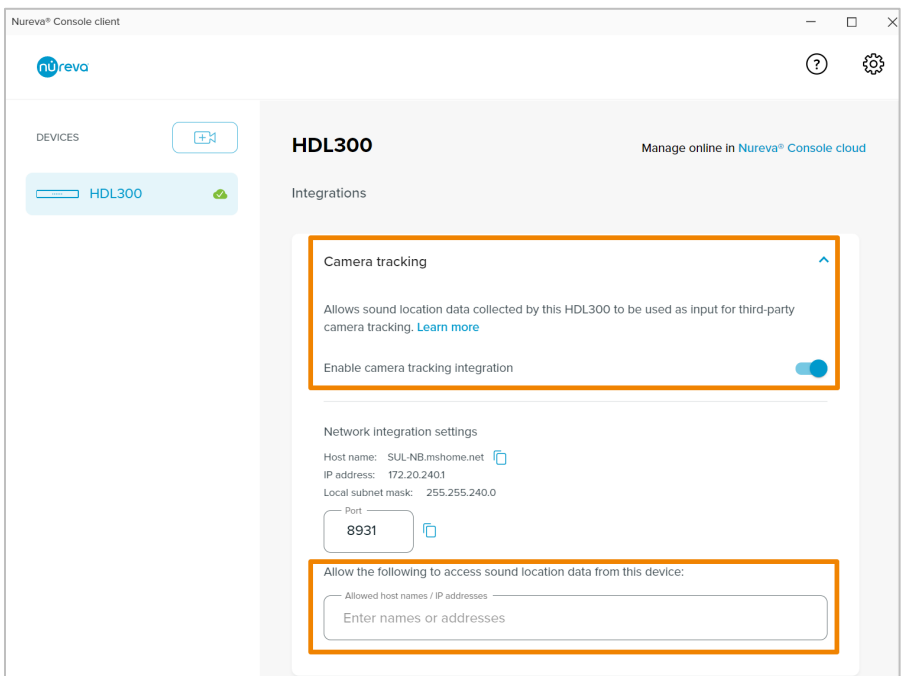 Nureva® Console client
nureva
DEVICES
HDL300
HDL300
Manage online in Nureva® Console cloud
Integrations
Camera tracking
Allows sound location data collected by this HDL300 to be used as input for third-party
camera tracking. Learn more
Enable camera tracking integration
Network integration settings
Host name: SUL-NB.mshome.net
IP address: 172.20.240.1
Local subnet mask: 255.255.240.0
Port
8931
Allow the following to access sound location data from this device:
Allowed host names / IP addresses
Enter names or addresses